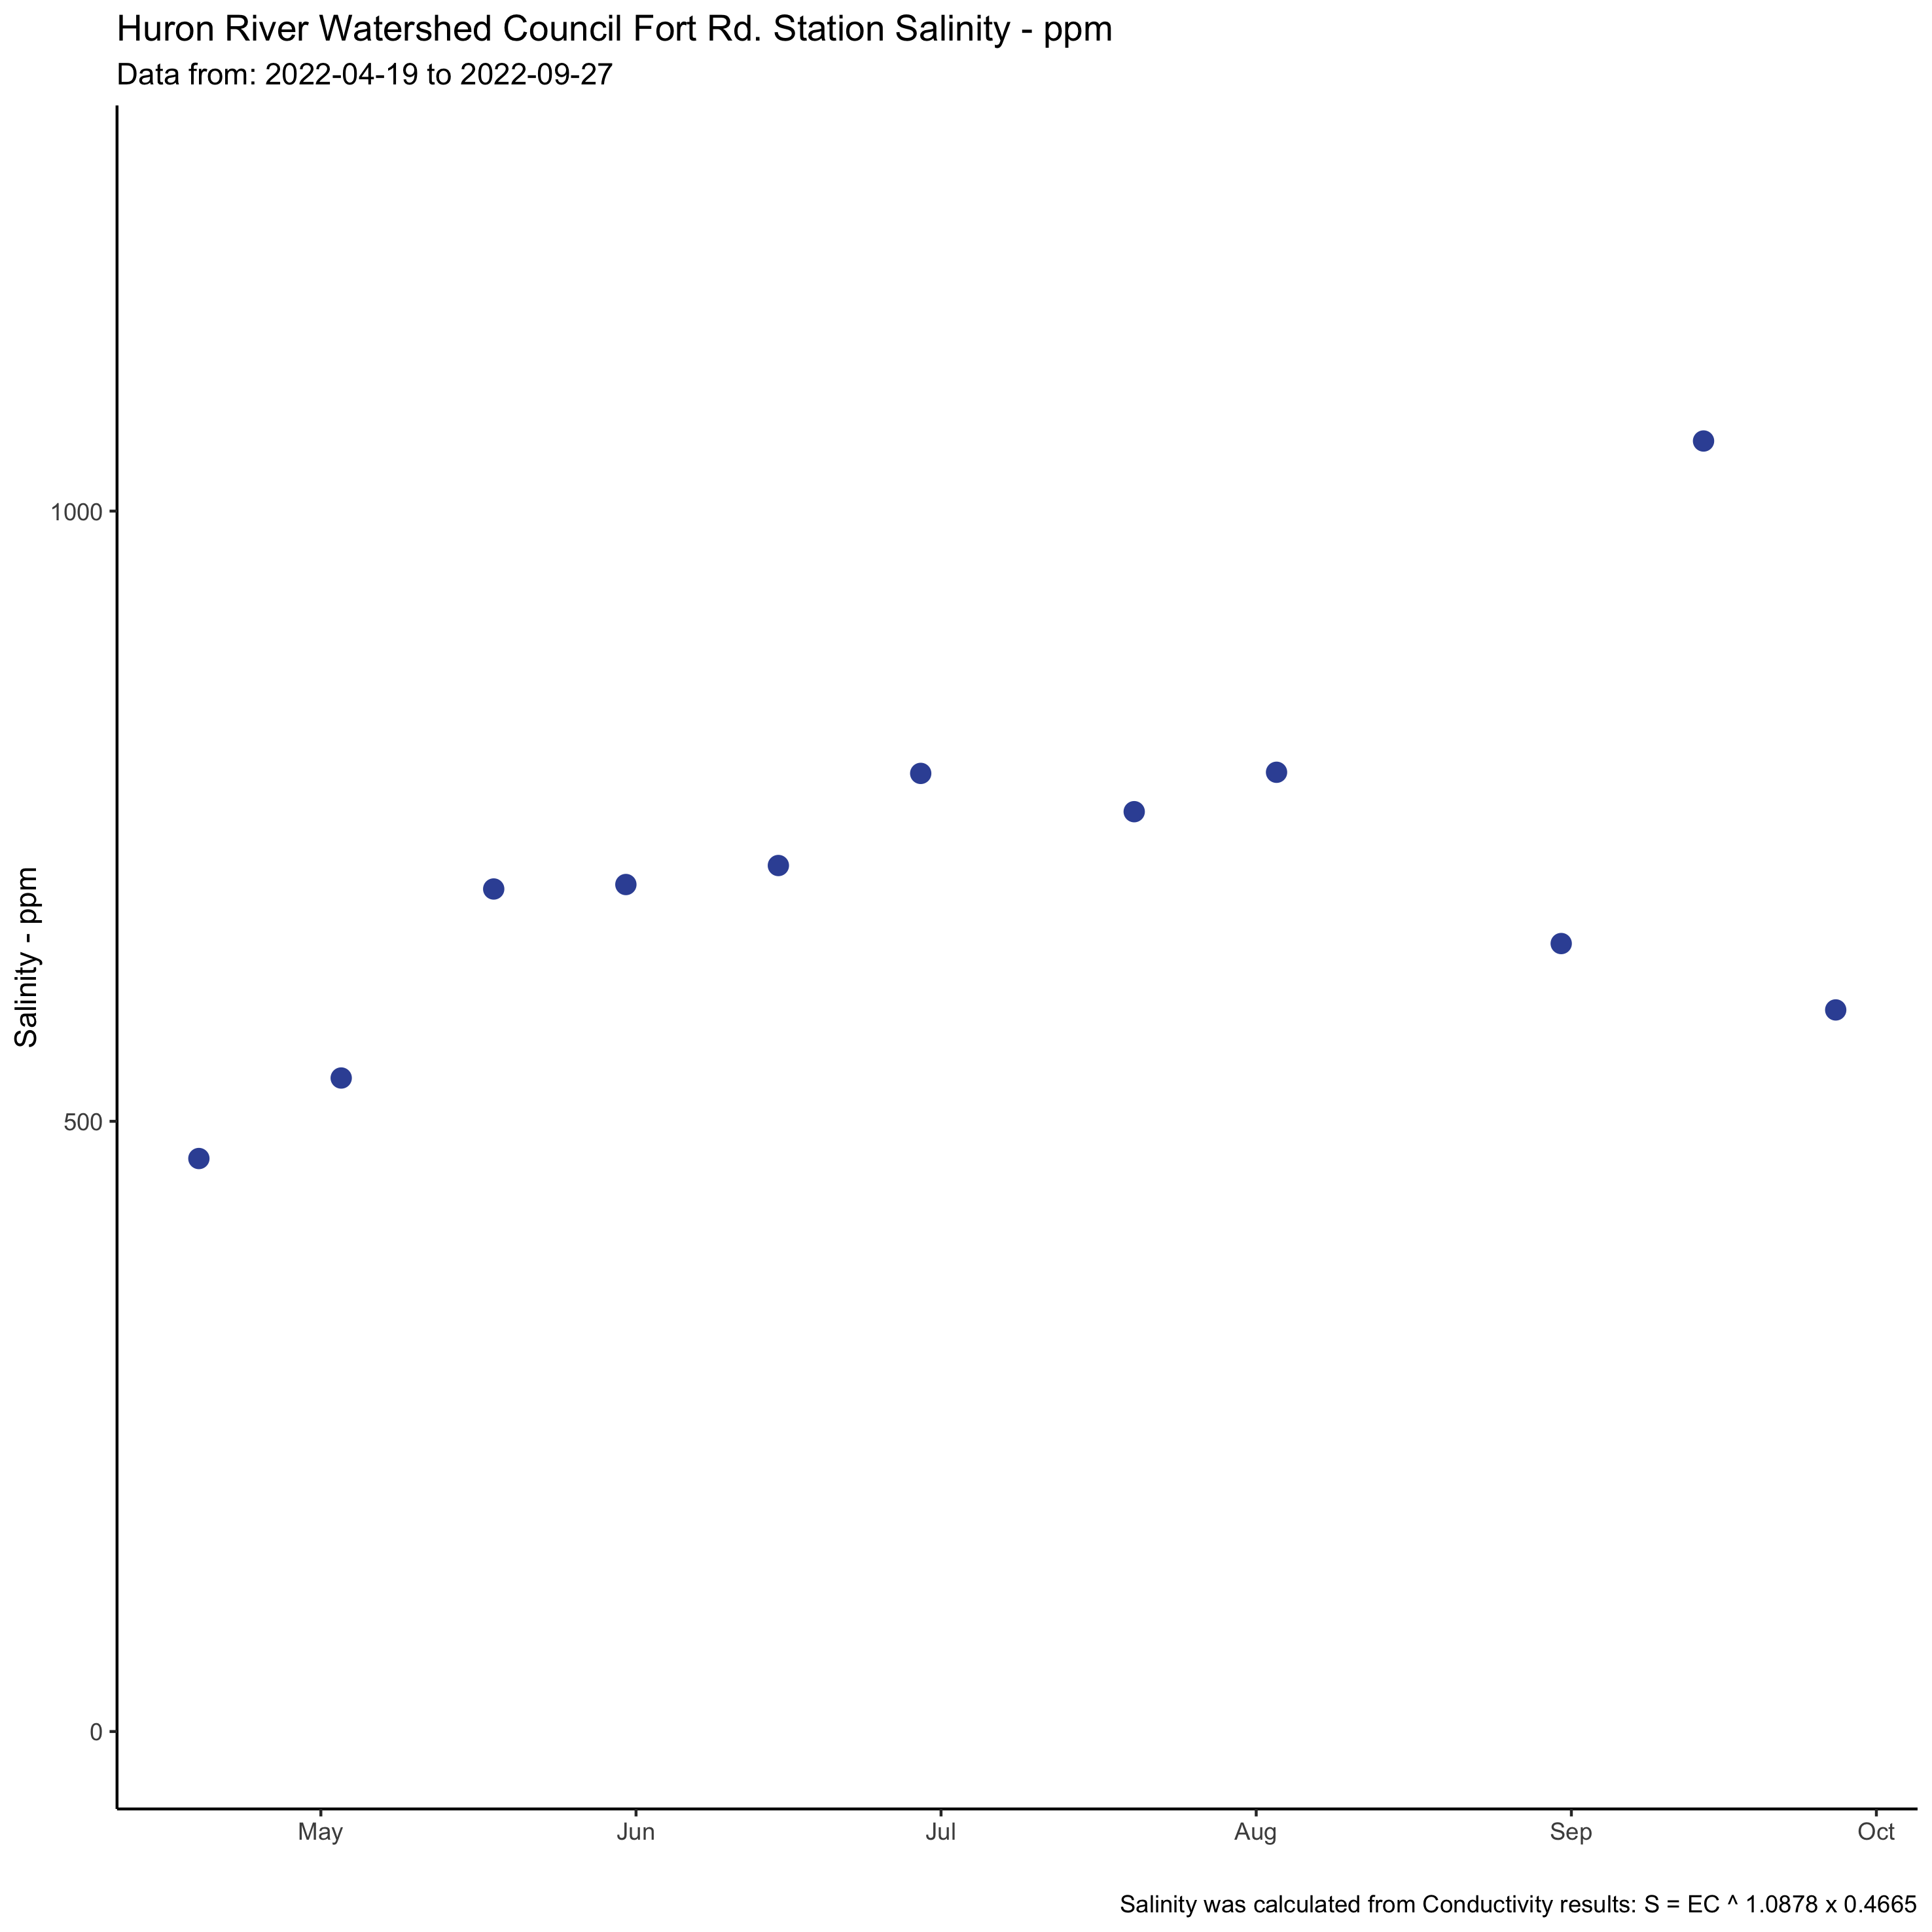 Huron River Watershed Council Fort Rd. Station Salinity - ppm
Data from: 2022-04-19 to 2022-09-27
Salinity - ppm
1000
500
0
May Jun Jul Aug Sep Oct
Salinity was calculated from Conductivity results: S = EC ^ 1.0878 x 0.4665